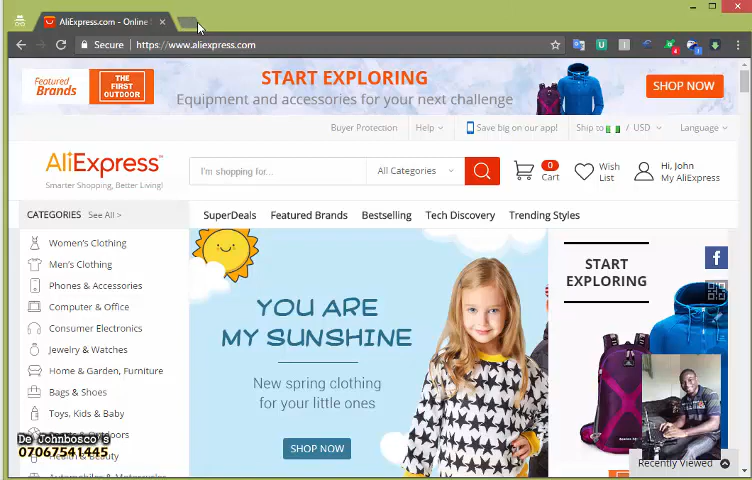 AliExpress.com - Online
Secure
https://www.aliexpress.com
Featured
Brands
THE
FIRST
OUTDOOR
START EXPLORING
Equipment and accessories for your next challenge
SHOP NOW
Buyer Protection
Help
Save big on our app!
Ship to / USD
Language
AliExpress™
Smarter Shopping, Better Living!
I'm shopping for...
All Categories
0
Cart
Wish
List
Hi, John
My AliExpress
CATEGORIES See All >
SuperDeals
Featured Brands
Bestselling
Tech Discovery
Trending Styles
Women's Clothing
Men's Clothing
Phones & Accessories
Computer & Office
Consumer Electronics
Jewelry & Watches
Home & Garden, Furniture
Bags & Shoes
Toys, Kids & Baby
YOU ARE
MY SUNSHINE
New spring clothing
for your little ones
SHOP NOW
START
EXPLORING
De Johnbosco's
07067541445
Recently Viewed